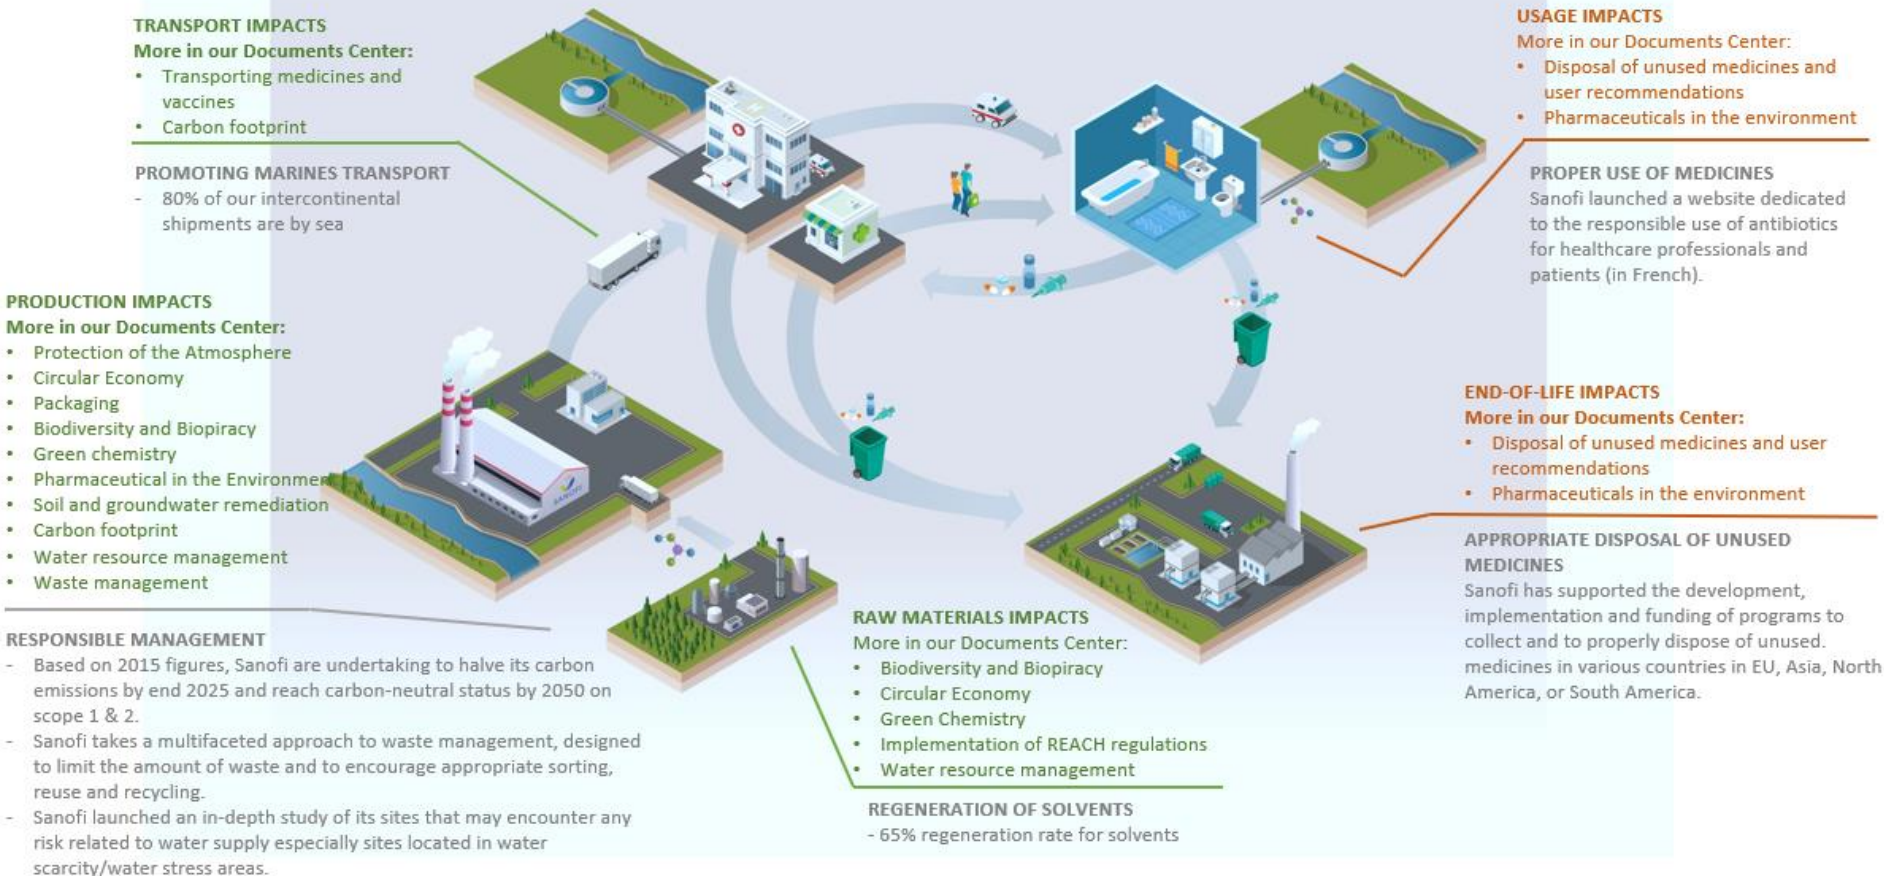 TRANSPORT IMPACTS
More in our Documents Center:
• Transporting medicines and
vaccines
• Carbon footprint
PROMOTING MARINES TRANSPORT
- 80% of our intercontinental
shipments are by sea
USAGE IMPACTS
More in our Documents Center:
• Disposal of unused medicines and
user recommendations
• Pharmaceuticals in the environment
PROPER USE OF MEDICINES
Sanofi launched a website dedicated
to the responsible use of antibiotics
for healthcare professionals and
patients (in French).
PRODUCTION IMPACTS
More in our Documents Center:
• Protection of the Atmosphere
• Circular Economy
• Packaging
• Biodiversity and Biopiracy
• Green chemistry
• Pharmaceutical in the Environmen
• Soil and groundwater remediation
• Carbon footprint
• Water resource management
• Waste management
RESPONSIBLE MANAGEMENT
- Based on 2015 figures, Sanofi are undertaking to halve its carbon
emissions by end 2025 and reach carbon-neutral status by 2050 on
scope 1 & 2.
- Sanofi takes a multifaceted approach to waste management, designed
to limit the amount of waste and to encourage appropriate sorting,
reuse and recycling.
- Sanofi launched an in-depth study of its sites that may encounter any
risk related to water supply especially sites located in water
scarcity/water stress areas.
SANOFI
H
RAW MATERIALS IMPACTS
More in our Documents Center:
• Biodiversity and Biopiracy
• Circular Economy
• Green Chemistry
• Implementation of REACH regulations
• Water resource management
REGENERATION OF SOLVENTS
- 65% regeneration rate for solvents
END-OF-LIFE IMPACTS
More in our Documents Center:
• Disposal of unused medicines and user
recommendations
• Pharmaceuticals in the environment
APPROPRIATE DISPOSAL OF UNUSED
MEDICINES
Sanofi has supported the development,
implementation and funding of programs to
collect and to properly dispose of unused.
medicines in various countries in EU, Asia, North
America, or South America.